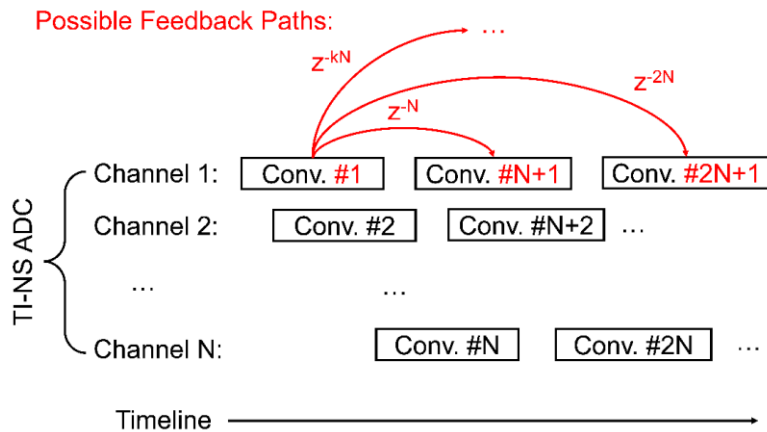 Possible Feedback Paths:
...
z-kN
z-2N
z-N
TI-NS ADC
Channel 1: Conv. #1 Conv. #N+1 Conv. #2N+1
Channel 2: Conv. #2 Conv. #N+2 ...
... ...
Channel N: Conv. #N Conv. #2N ...
Timeline